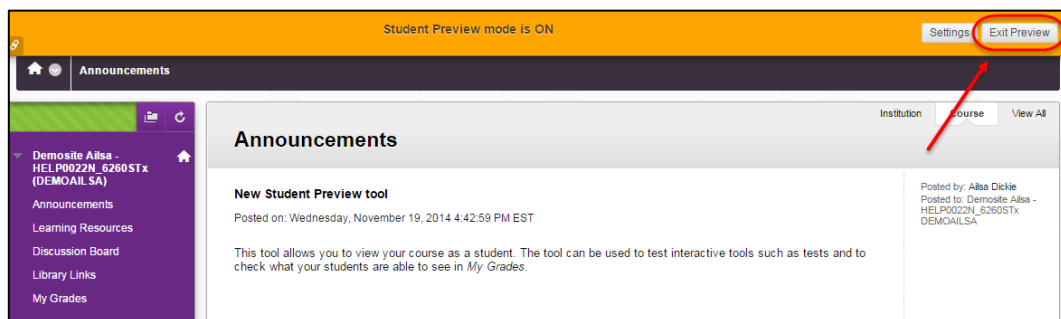 Student Preview mode is ON
Settings
Exit Preview
Announcements
Institution
Course
View All
Demosite Ailsa -
HELP0022N_6260STx
(DEMOAILSA)
Announcements
Learning Resources
Discussion Board
Library Links
My Grades
Announcements
New Student Preview tool
Posted on: Wednesday, November 19, 2014 4:42:59 PM EST
This tool allows you to view your course as a student. The tool can be used to test interactive tools such as tests and to
check what your students are able to see in My Grades.
Posted by: Ailsa Dickie
Posted to: Demosite Ailsa -
HELP0022N_6260STx
DEMOAILSA